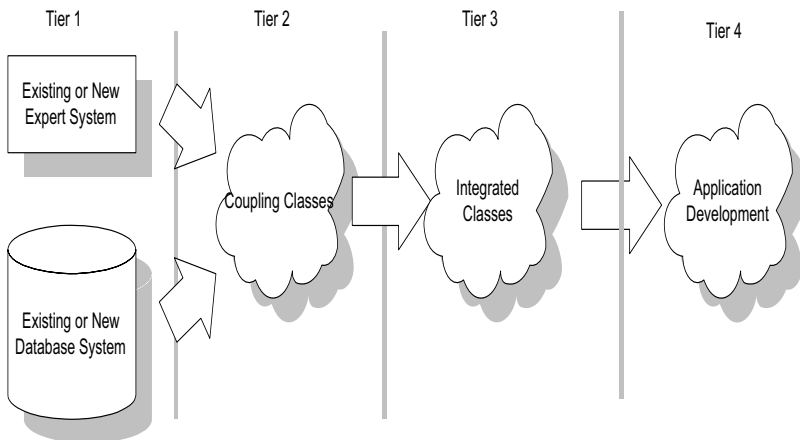 Tier 1
Tier 2
Tier 3
Tier 4
Existing or New
Expert System
Coupling Classes
Integrated
Classes
Application
Development
Existing or New
Database System